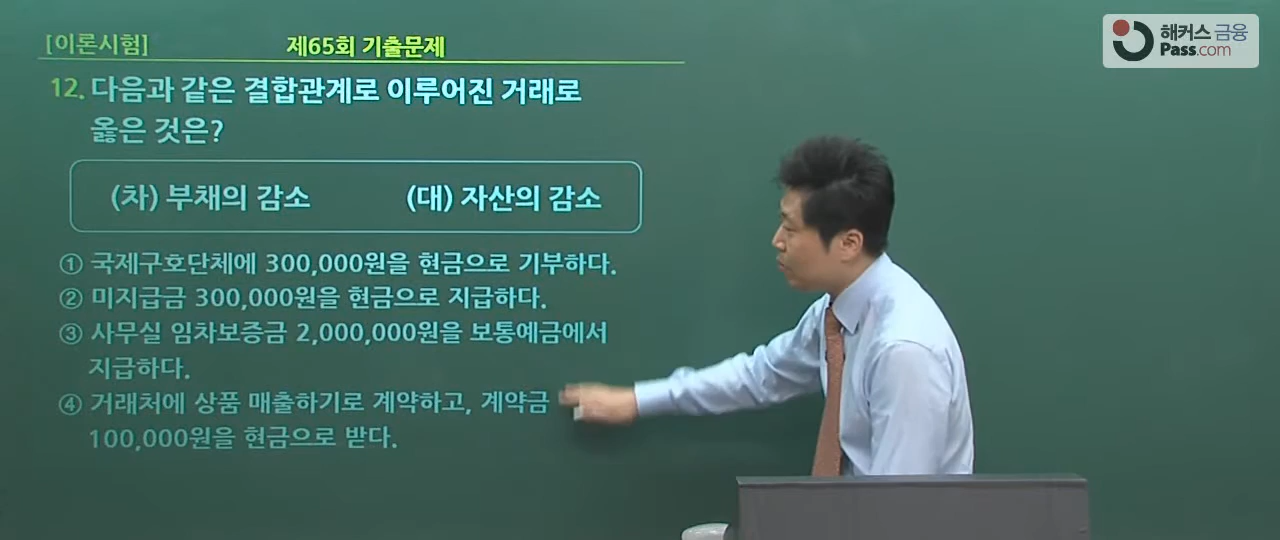 [이론시험] 제65회 기출문제
해커스 금융
Pass.com
12. 다음과 같은 결합관계로 이루어진 거래로
옳은 것은?
(차) 부채의 감소 (대) 자산의 감소
① 국제구호단체에 300,000원을 현금으로 기부하다.
② 미지급금 300,000원을 현금으로 지급하다.
③ 사무실 임차보증금 2,000,000원을 보통예금에서
지급하다.
④ 거래처에 상품 매출하기로 계약하고, 계약금
100,000원을 현금으로 받다.